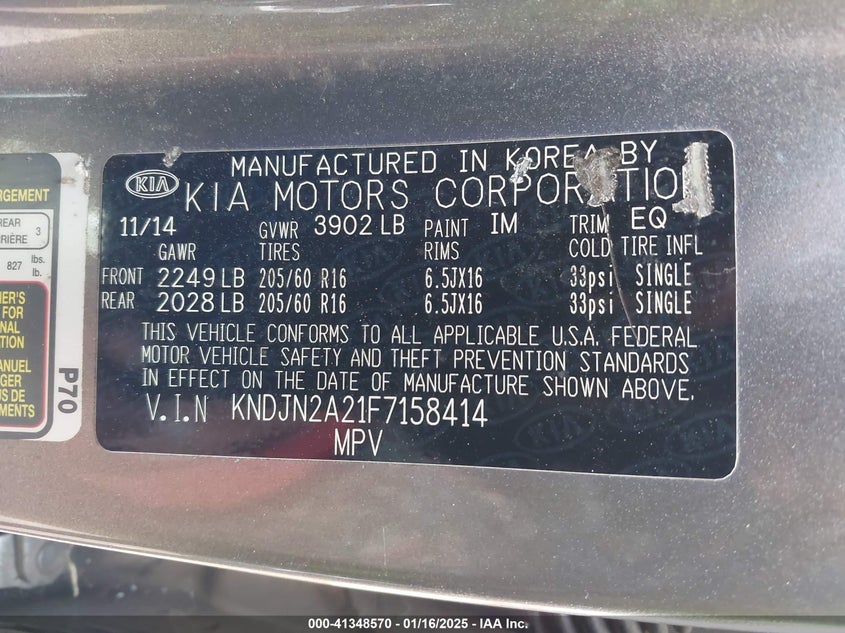 MANUFACTURED IN KOREA BY
KIA KIA MOTORS CORPORATION
11/14 GVWR 3902 LB PAINT IM TRIM EQ
GAWR TIRES RIMS COLD TIRE INFL
FRONT 2249 LB 205/60 R16 6.5JX16 33psi SINGLE
REAR 2028 LB 205/60 R16 6.5JX16 33psi SINGLE
THIS VEHICLE CONFORMS TO ALL APPLICABLE U.S.A. FEDERAL
MOTOR VEHICLE SAFETY AND THEFT PREVENTION STANDARDS
IN EFFECT ON THE DATE OF MANUFACTURE SHOWN ABOVE.
V.I.N KNDJN2A21F7158414
MPV
REAR
3
827 lbs.
lb.
FOR
P70
000-41348570 - 01/16/2025 - IAA Inc.